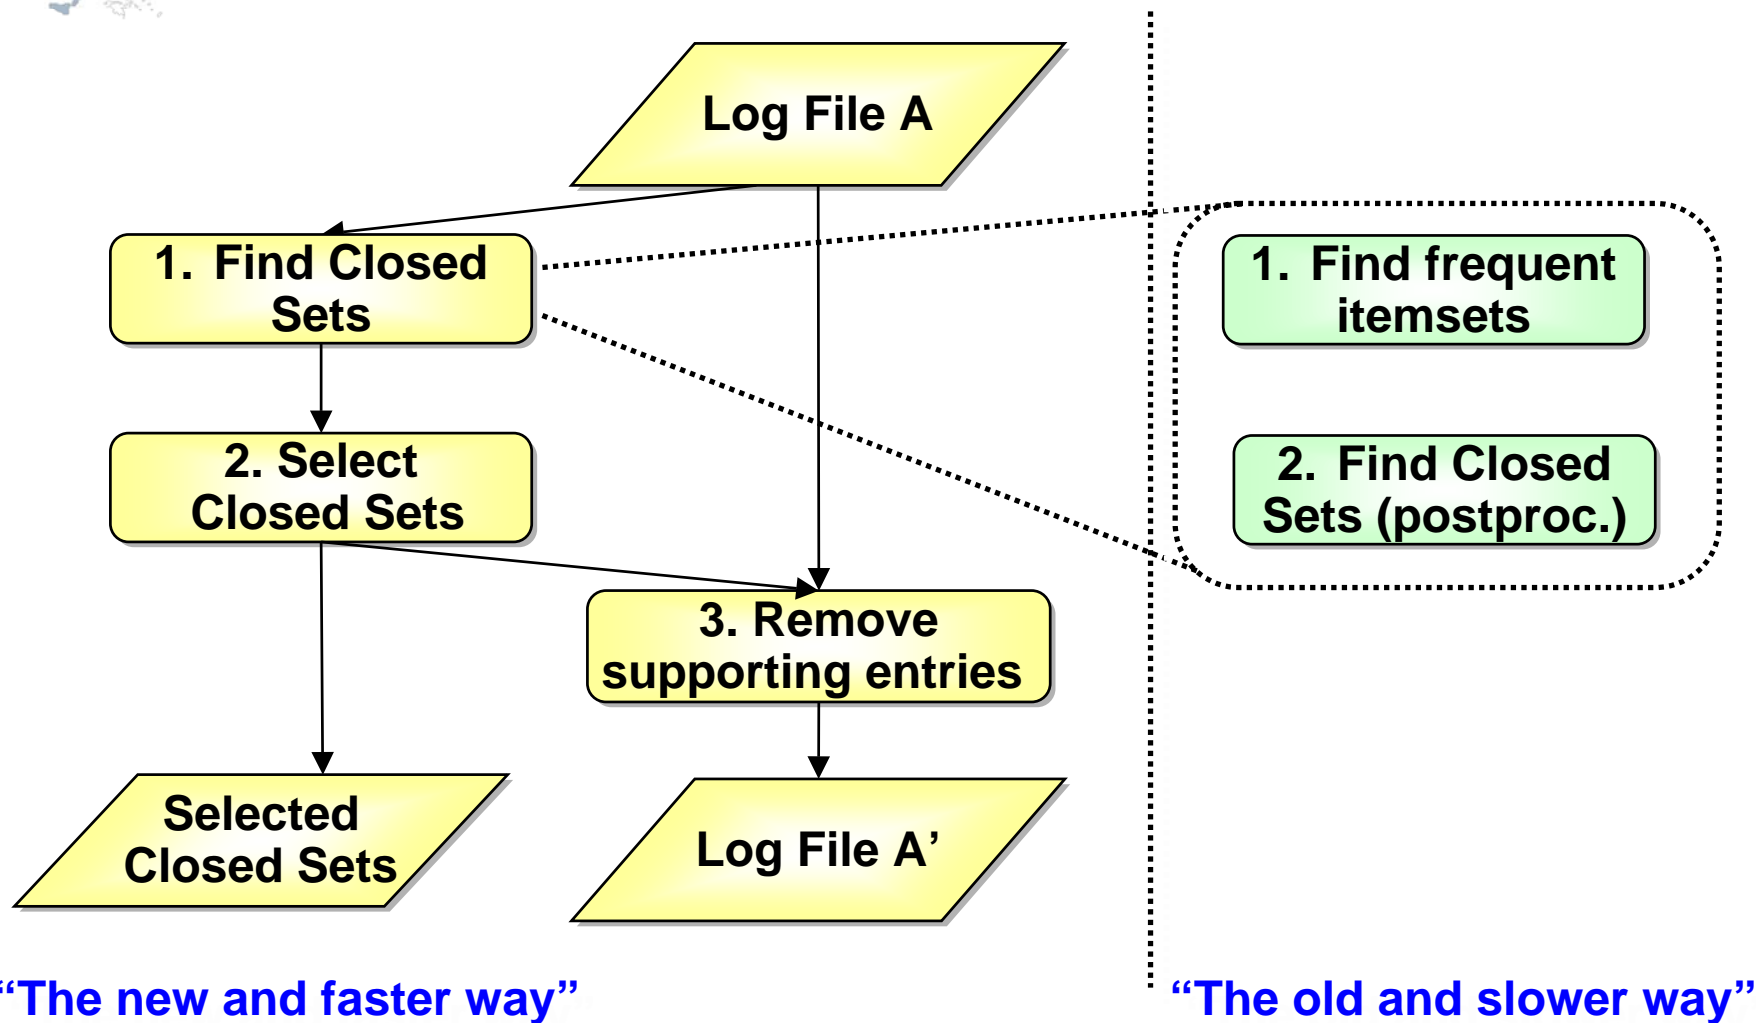 Log File A
1. Find Closed
Sets
2. Select
Closed Sets
3. Remove
supporting entries
Selected
Closed Sets
Log File A’
“The new and faster way”
1. Find frequent
itemsets
2. Find Closed
Sets (postproc.)
“The old and slower way”